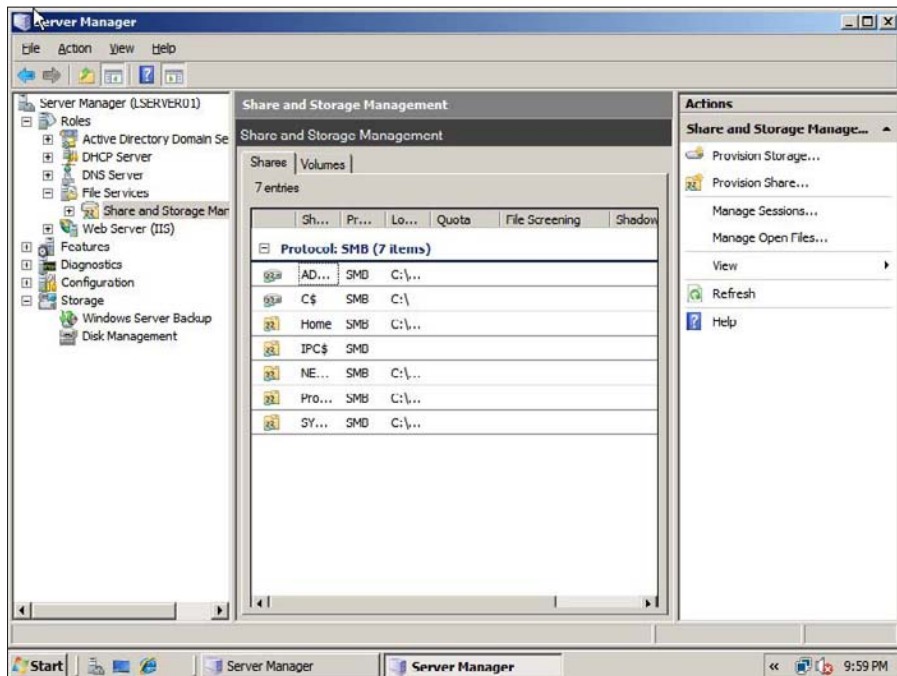 Server Manager
File Action View Help
Server Manager (LSERVER01)
Roles
Active Directory Domain Se
DHCP Server
DNS Server
File Services
Share and Storage Mar
Web Server (IIS)
Features
Diagnostics
Configuration
Storage
Windows Server Backup
Disk Management
Share and Storage Management
Share and Storage Management
Shares Volumes
7 entries
Sh... Pr... Lo... Quota File Screening Shadow
Protocol: SMB (7 items)
AD... SMB C:\...
C$ SMB C:\
Home SMB C:\...
IPC$ SMB
NE... SMB C:\...
Pro... SMB C:\...
SY... SMB C:\...
Actions
Share and Storage Manage...
Provision Storage...
Provision Share...
Manage Sessions...
Manage Open Files...
View
Refresh
Help
Start Server Manager Server Manager « 9:59 PM